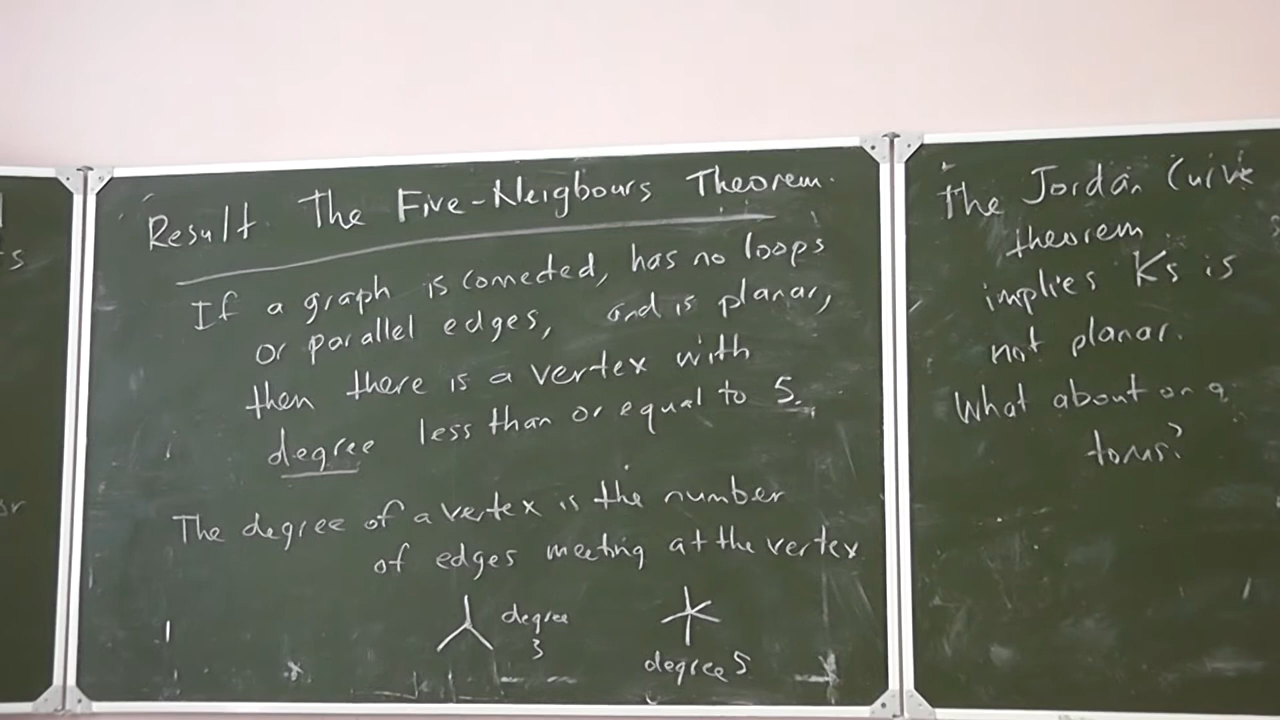 Result. The Five-Neigbours Theorem.
If a graph is connected, has no loops
or parallel edges, and is planar,
then there is a vertex with
degree less than or equal to 5.
The degree of a vertex is the number
of edges meeting at the vertex
degree
3
degree 5
The Jordan Curve
theorem
implies K5 is
not planar.
What about on a
torus?